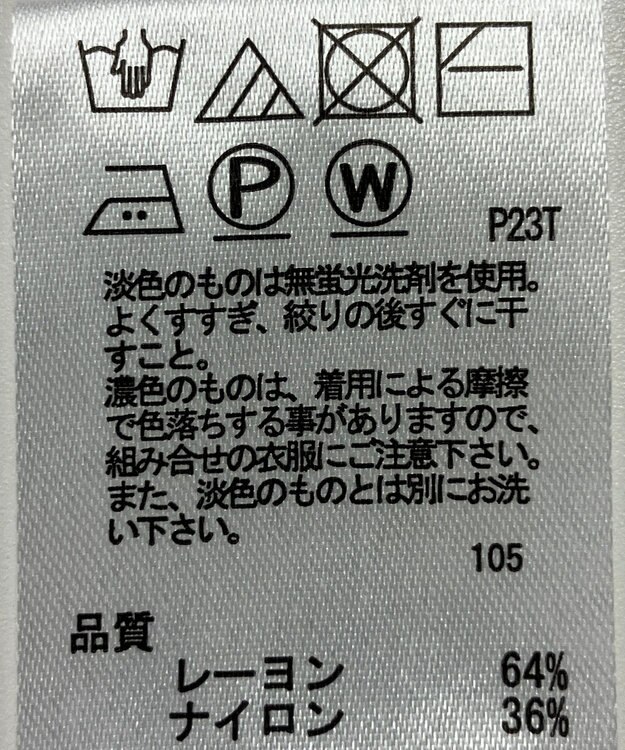 P W
P23T
淡色のものは無蛍光洗剤を使用。
よくすすぎ、絞りの後すぐに干
すこと。
濃色のものは、着用による摩擦
で色落ちする事がありますので、
組み合せの衣服にご注意下さい。
また、淡色のものとは別にお洗
い下さい。
105
品質
レーヨン 64%
ナイロン 36%